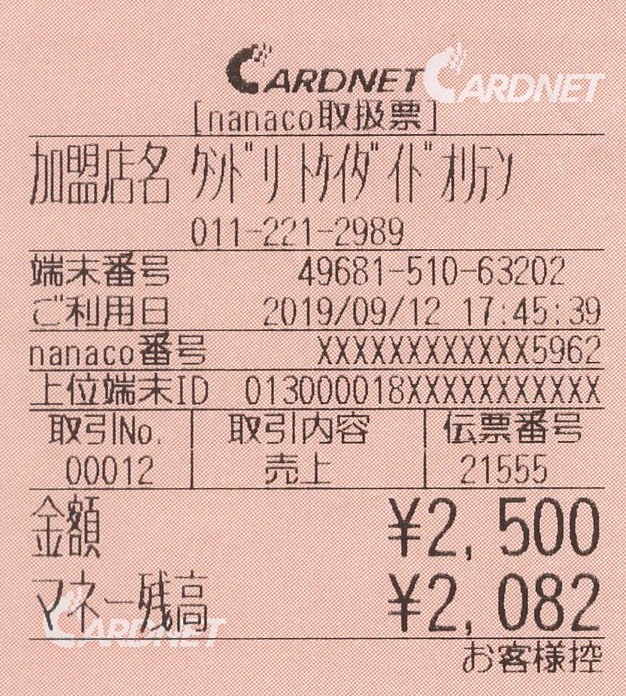 CARDNET CARDNET
[nanaco取扱票]
加盟店名 ケンドリ トケイダイドオリテン
011-221-2989
端末番号 49681-510-63202
ご利用日 2019/09/12 17:45:39
nanaco番号 XXXXXXXXXXXX5962
上位端末ID 013000018XXXXXXXXXXX
取引No. 取引内容 伝票番号
00012 売上 21555
金額 ¥2,500
マネー残高 ¥2,082
CARDNET
お客様控